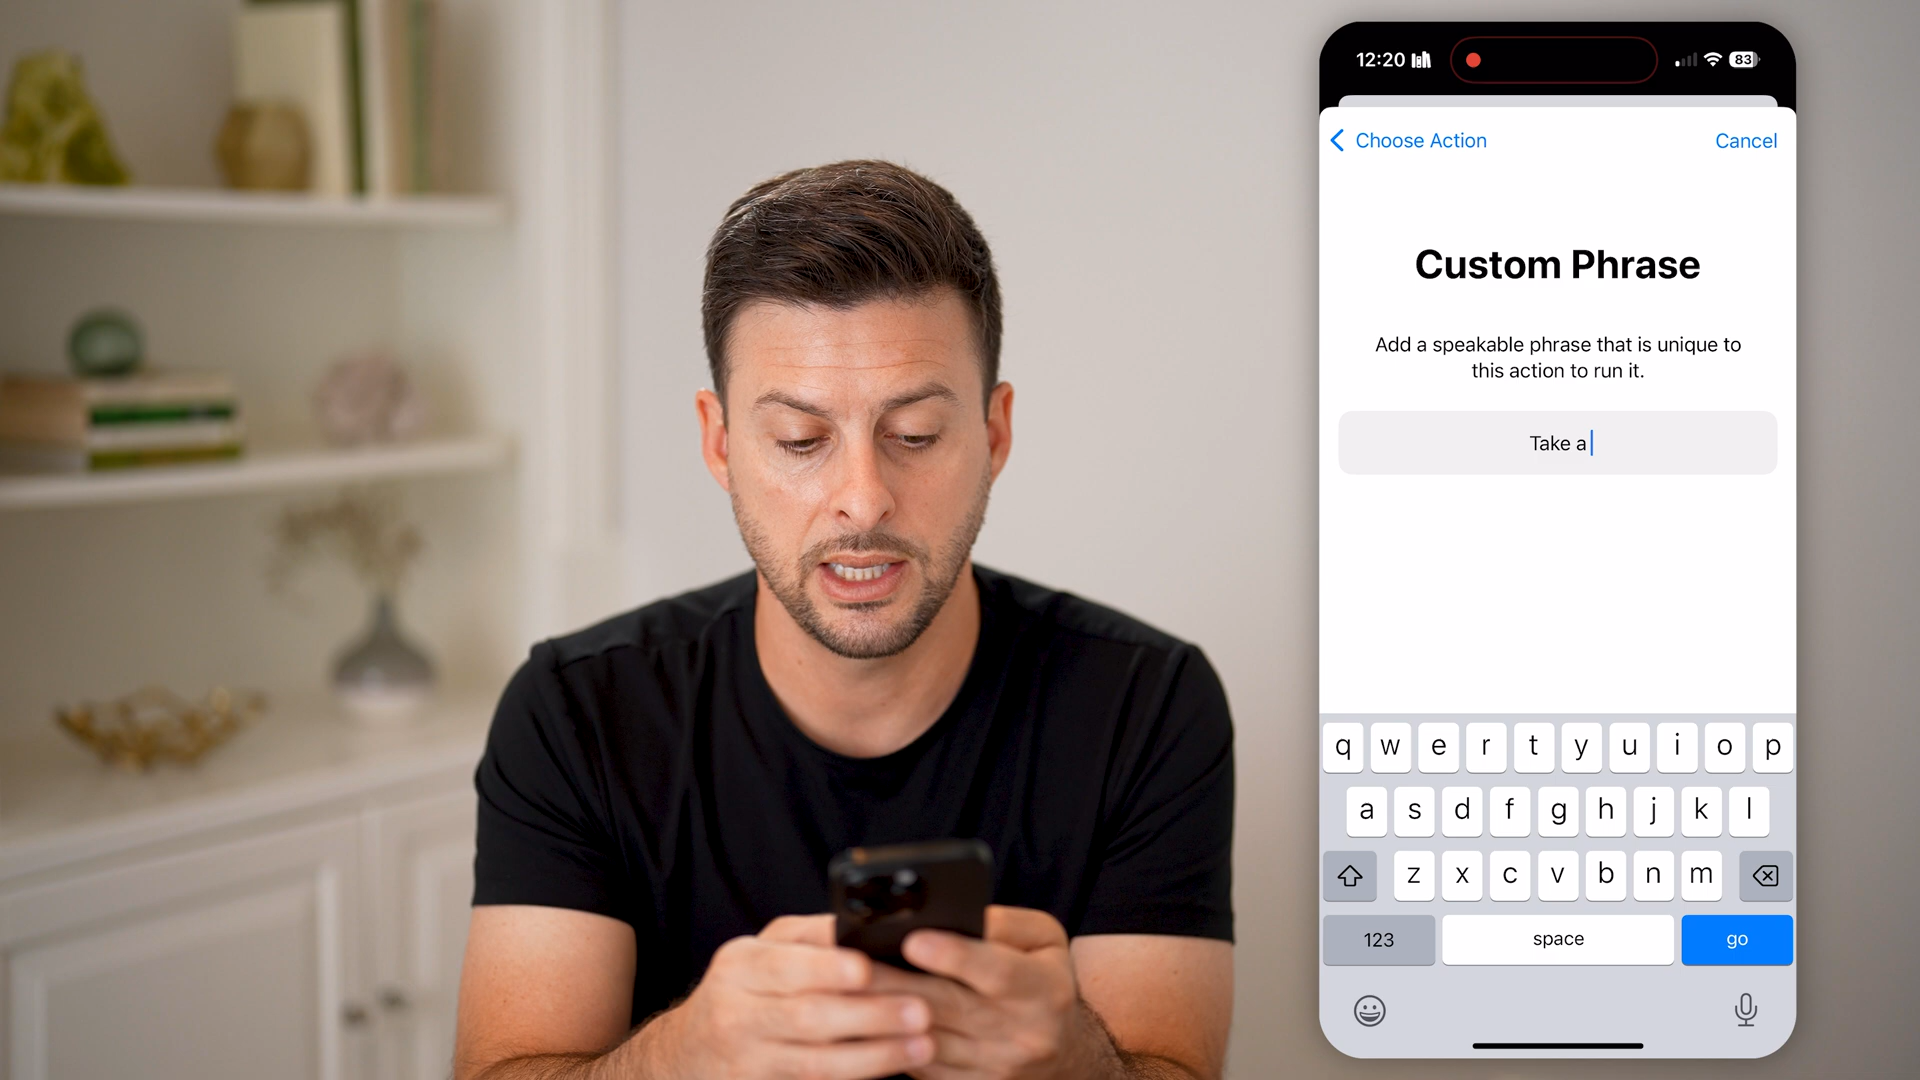 12:20
83
Choose Action
Cancel
Custom Phrase
Add a speakable phrase that is unique to
this action to run it.
Take a
q w e r t y u i o p
a s d f g h j k l
z x c v b n m
123
space
go